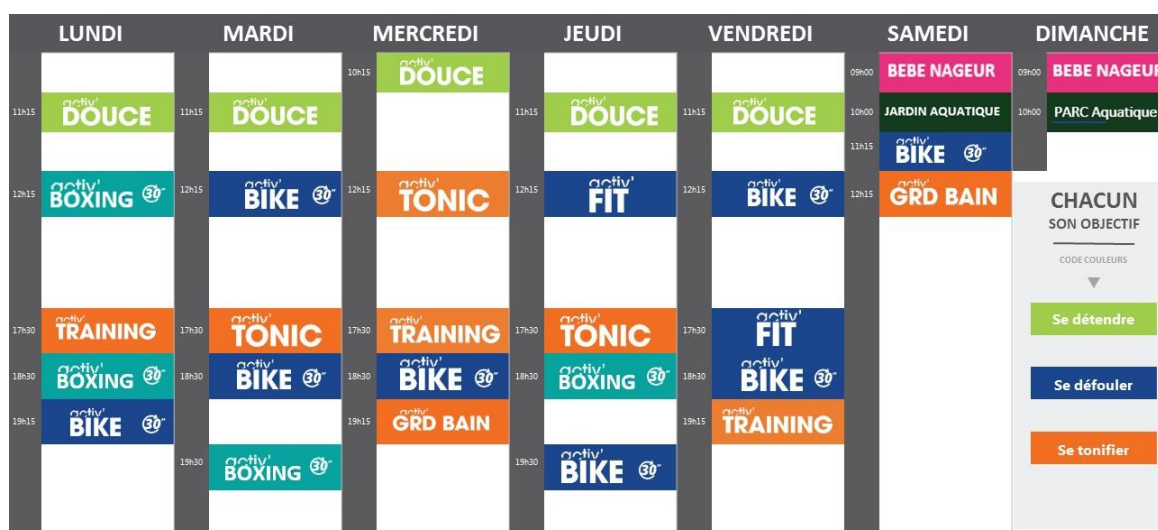 LUNDI MARDI MERCREDI JEUDI VENDREDI SAMEDI DIMANCHE
10h15 activ' DOUCE 09h00 BEBE NAGEUR 09h00 BEBE NAGEUR
11h15 activ' DOUCE 11h15 activ' DOUCE 11h15 activ' DOUCE 11h15 activ' DOUCE 10h00 JARDIN AQUATIQUE 10h00 PARC Aquatique
11h15 activ' BIKE 30"
12h15 activ' BOXING 30" 12h15 activ' BIKE 30" 12h15 activ' TONIC 12h15 activ' FIT 12h15 activ' BIKE 30" 12h15 activ' GRD BAIN
CHACUN
SON OBJECTIF
CODE COULEURS
17h30 activ' TRAINING 17h30 activ' TONIC 17h30 activ' TRAINING 17h30 activ' TONIC 17h30 activ' FIT
Se détendre
18h30 activ' BOXING 30" 18h30 activ' BIKE 30" 18h30 activ' BIKE 30" 18h30 activ' BOXING 30" 18h30 activ' BIKE 30"
Se défouler
19h15 activ' BIKE 30" 19h15 activ' GRD BAIN 19h15 activ' TRAINING
Se tonifier
19h30 activ' BOXING 30" 19h30 activ' BIKE 30"